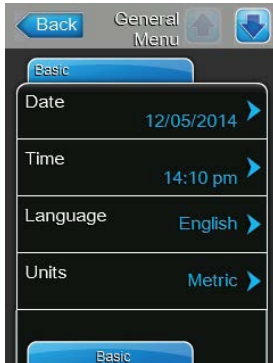 Back
General
Menu
Basic
Date
12/05/2014
Time
14:10 pm
Language
English
Units
Metric
Basic